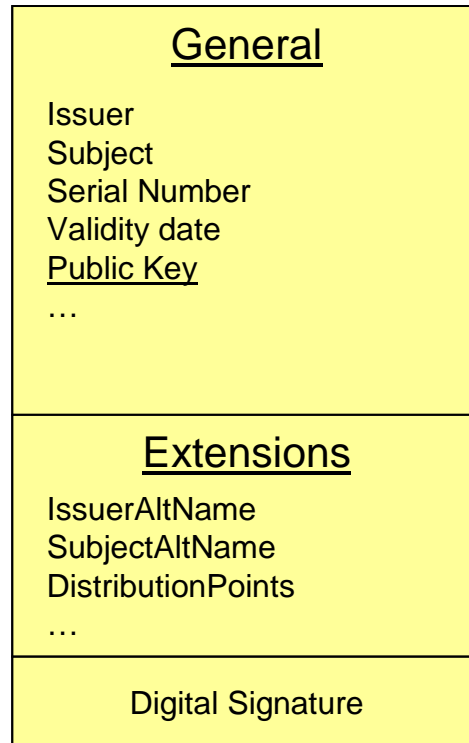 General
Issuer
Subject
Serial Number
Validity date
Public Key
…
Extensions
IssuerAltName
SubjectAltName
DistributionPoints
…
Digital Signature